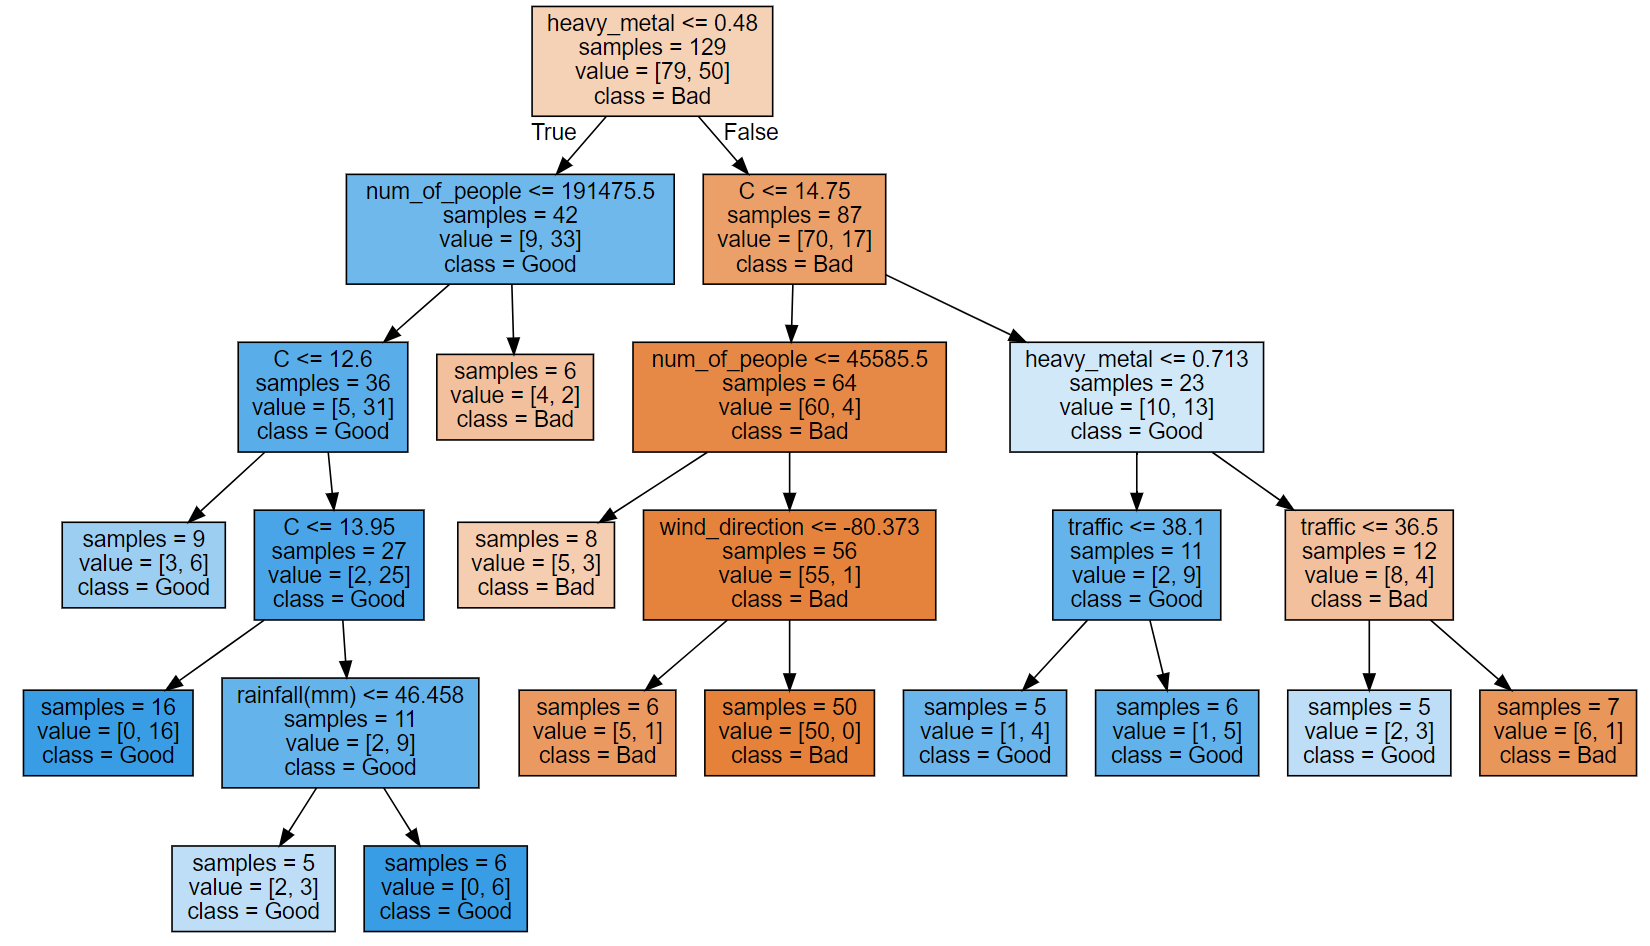 heavy_metal <= 0.48
samples = 129
value = [79, 50]
class = Bad
True
False
num_of_people <= 191475.5
samples = 42
value = [9, 33]
class = Good
C <= 14.75
samples = 87
value = [70, 17]
class = Bad
C <= 12.6
samples = 36
value = [5, 31]
class = Good
samples = 6
value = [4, 2]
class = Bad
num_of_people <= 45585.5
samples = 64
value = [60, 4]
class = Bad
heavy_metal <= 0.713
samples = 23
value = [10, 13]
class = Good
samples = 9
value = [3, 6]
class = Good
C <= 13.95
samples = 27
value = [2, 25]
class = Good
samples = 8
value = [5, 3]
class = Bad
wind_direction <= -80.373
samples = 56
value = [55, 1]
class = Bad
traffic <= 38.1
samples = 11
value = [2, 9]
class = Good
traffic <= 36.5
samples = 12
value = [8, 4]
class = Bad
samples = 16
value = [0, 16]
class = Good
rainfall(mm) <= 46.458
samples = 11
value = [2, 9]
class = Good
samples = 6
value = [5, 1]
class = Bad
samples = 50
value = [50, 0]
class = Bad
samples = 5
value = [1, 4]
class = Good
samples = 6
value = [1, 5]
class = Good
samples = 5
value = [2, 3]
class = Good
samples = 7
value = [6, 1]
class = Bad
samples = 5
value = [2, 3]
class = Good
samples = 6
value = [0, 6]
class = Good